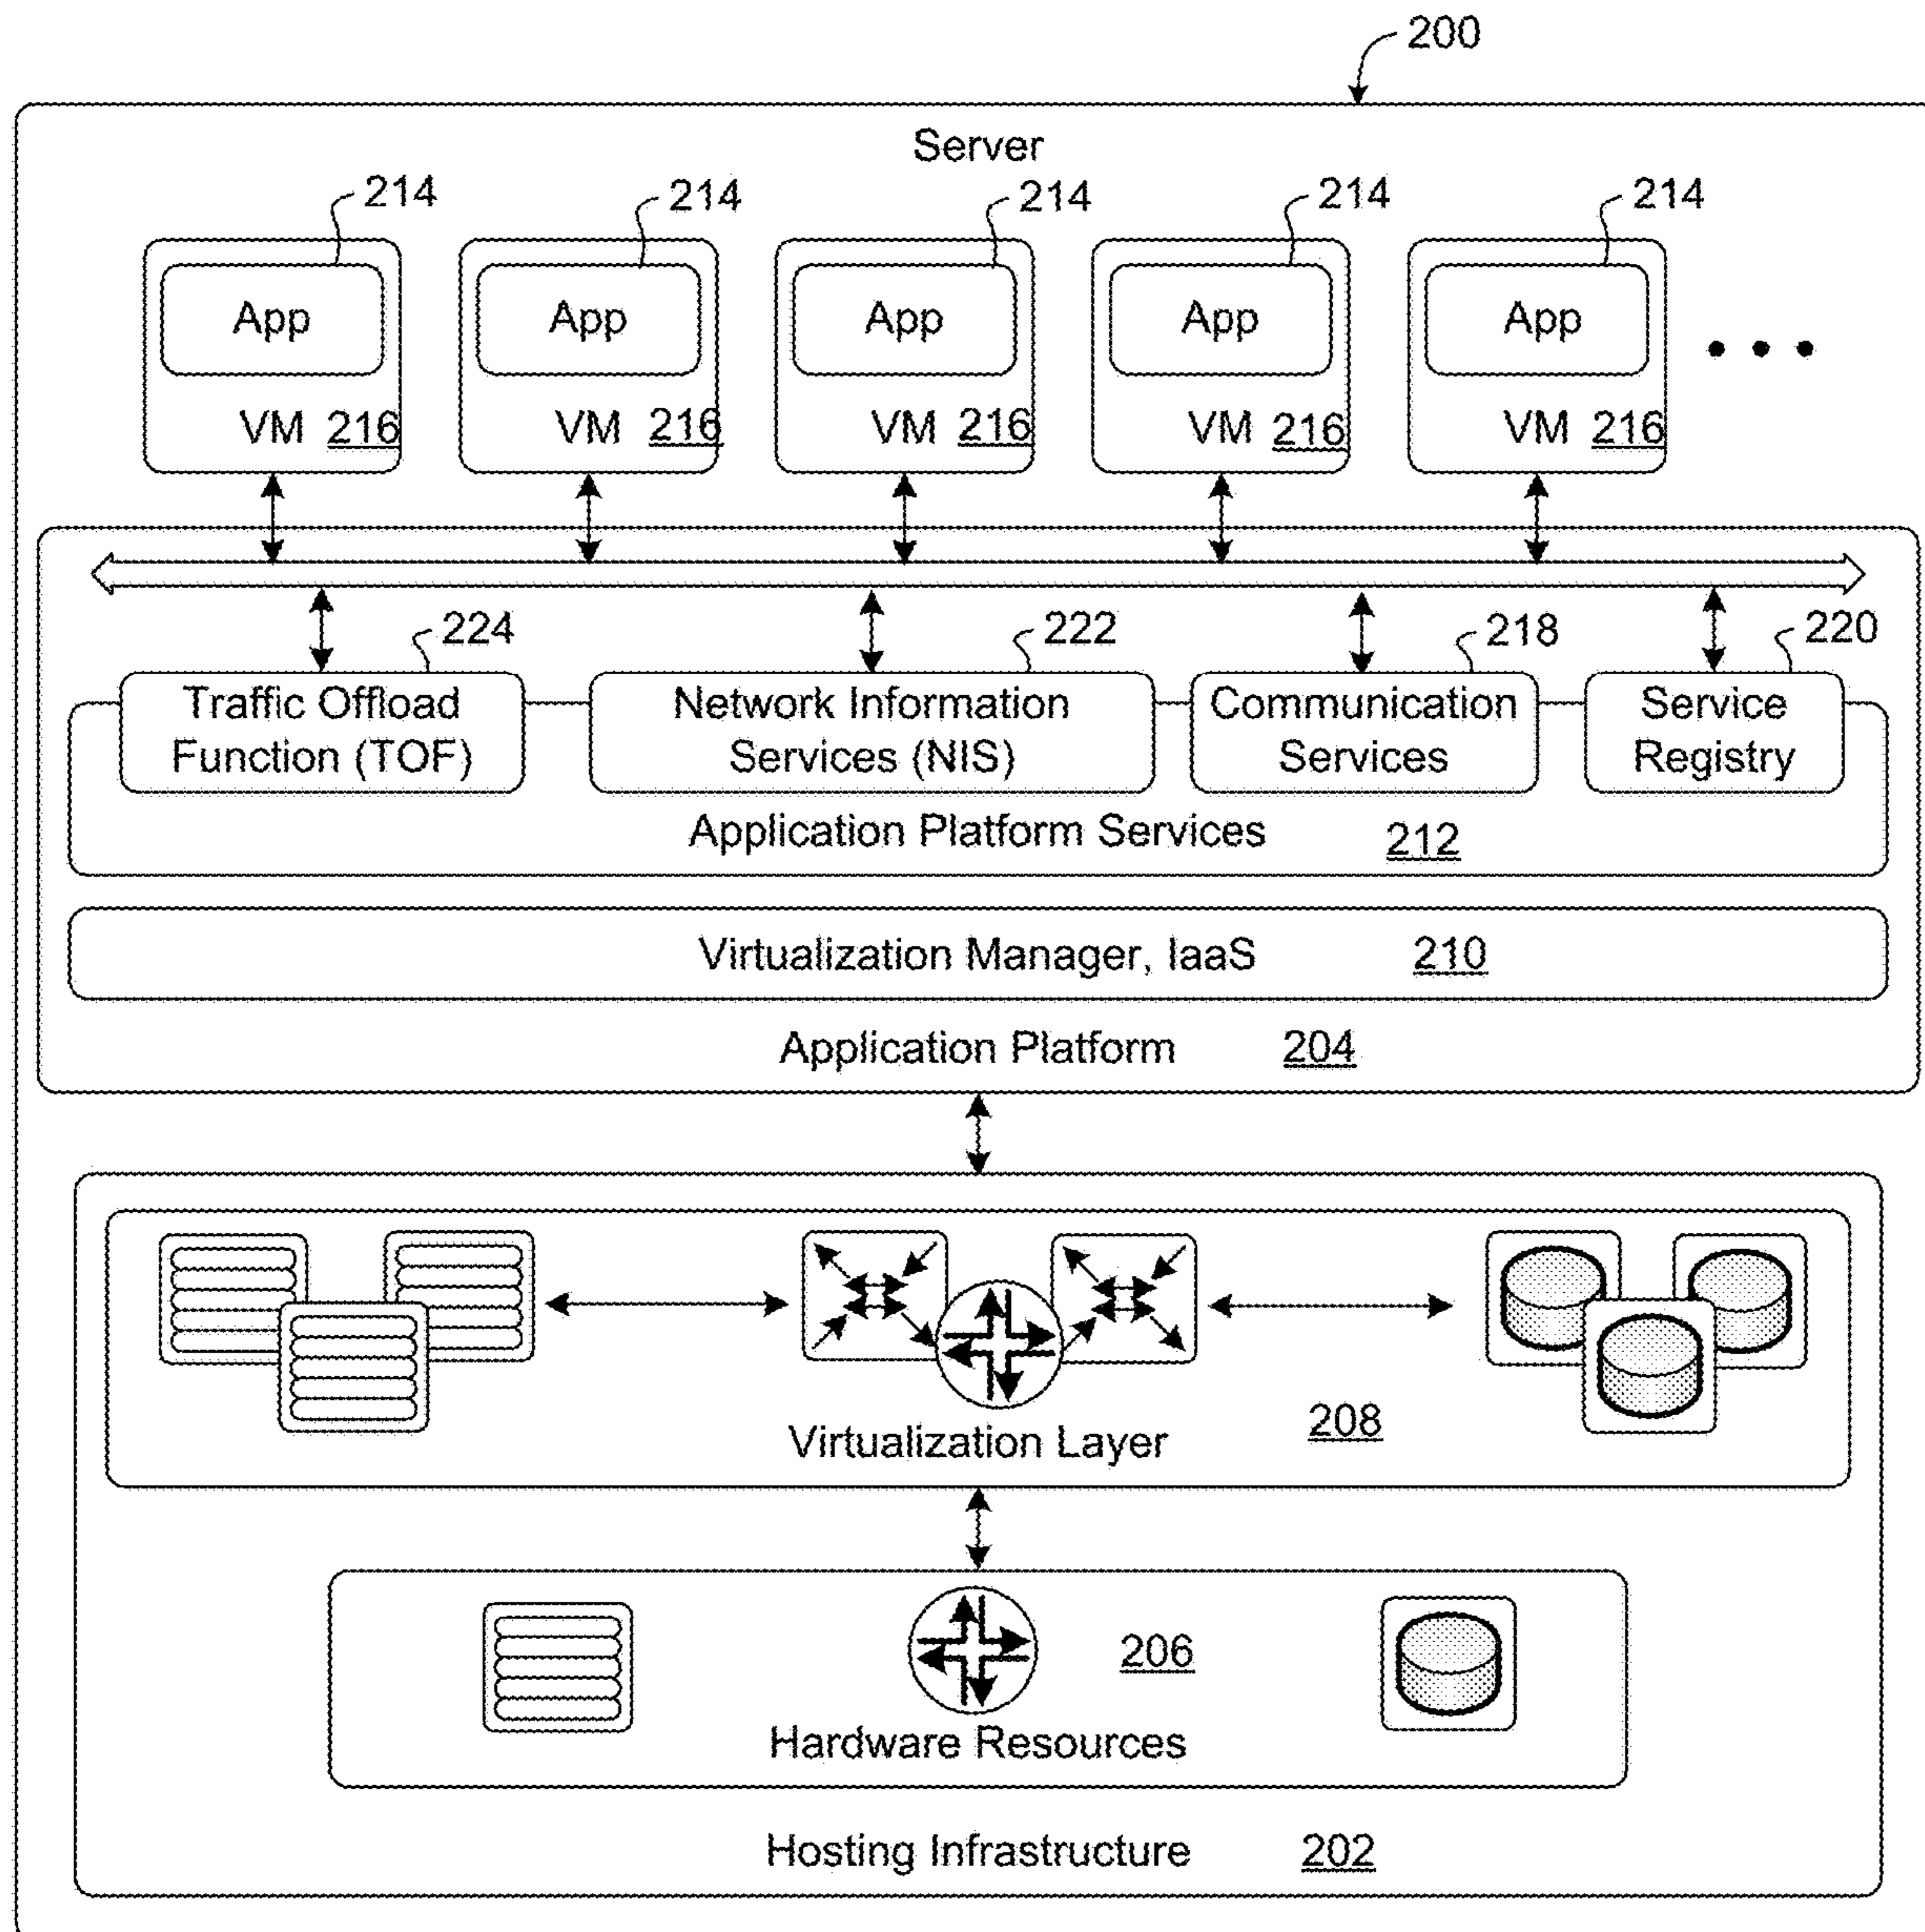 200
Server
214 214 214 214 214
App App App App App
VM 216 VM 216 VM 216 VM 216 VM 216
224 222 218 220
Traffic Offload
Function (TOF)
Network Information
Services (NIS)
Communication
Services
Service
Registry
Application Platform Services 212
Virtualization Manager, IaaS 210
Application Platform 204
Virtualization Layer 208
206
Hardware Resources
Hosting Infrastructure 202